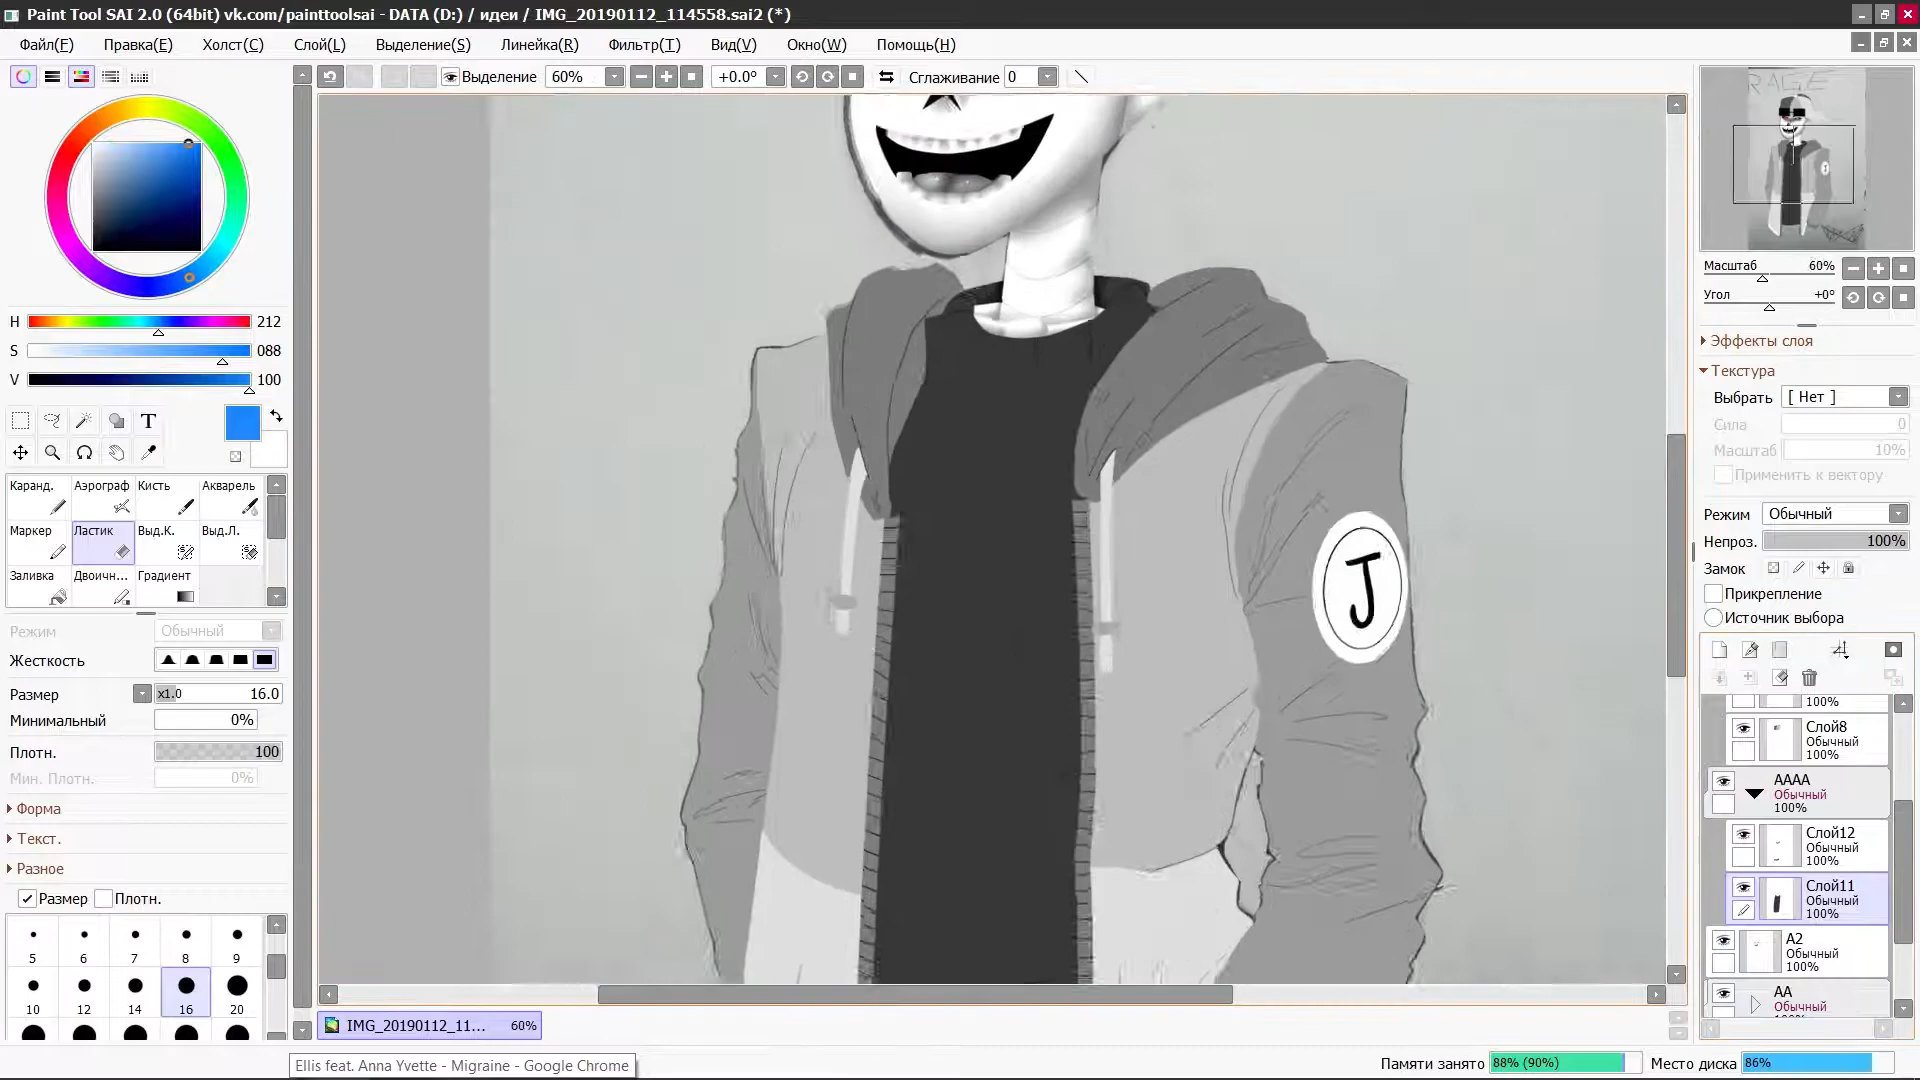 Paint Tool SAI 2.0 (64bit) vk.com/painttoolsai - DATA (D:) / идеи / IMG_20190112_114558.sai2 (*)
Файл(F) Правка(E) Холст(C) Слой(L) Выделение(S) Линейка(R) Фильтр(T) Вид(V) Окно(W) Помощь(H)
Выделение 60% +0.0° Сглаживание 0
RAGE
Масштаб 60%
Угол +0°
H 212
S 088
V 100
T
Каранд. Аэрограф Кисть Акварель
Маркер Ластик Выд.К. Выд.Л.
Заливка Двоичн... Градиент
Режим Обычный
Жесткость
Размер x1.0 16.0
Минимальный 0%
Плотн. 100
Мин. Плотн. 0%
Форма
Текст.
Разное
Размер Плотн.
5 6 7 8 9
10 12 14 16 20
J
Эффекты слоя
Текстура
Выбрать [ Нет ]
Сила 0
Масштаб 10%
Применить к вектору
Режим Обычный
Непроз. 100%
Замок
Прикрепление
Источник выбора
100%
Слой8
Обычный
100%
AAAA
Обычный
100%
Слой12
Обычный
100%
Слой11
Обычный
100%
A2
Обычный
100%
AA
Обычный
IMG_20190112_11... 60%
Ellis feat. Anna Yvette - Migraine - Google Chrome
Памяти занято 88% (90%) Место диска 86%